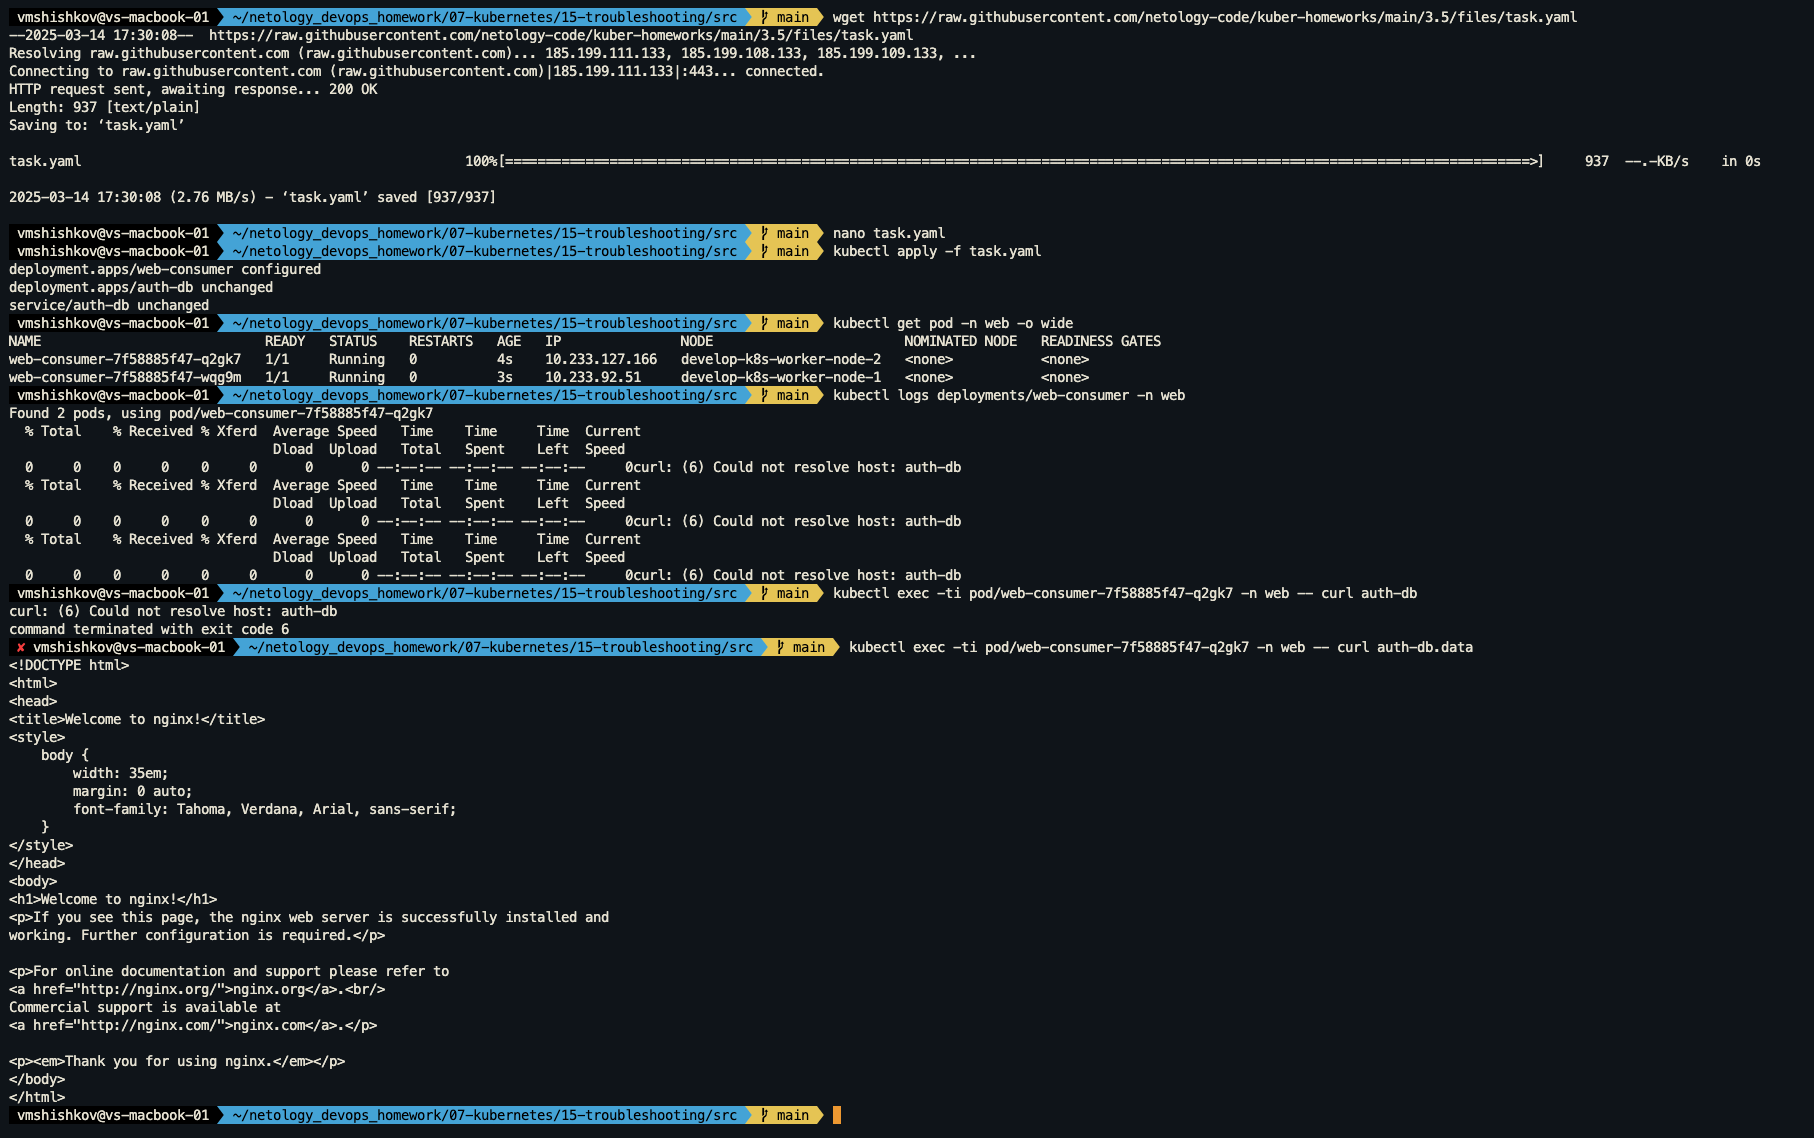 vmshishkov@vs-macbook-01 ~/netology_devops_homework/07-kubernetes/15-troubleshooting/src main wget https://raw.githubusercontent.com/netology-code/kuber-homeworks/main/3.5/files/task.yaml
--2025-03-14 17:30:08-- https://raw.githubusercontent.com/netology-code/kuber-homeworks/main/3.5/files/task.yaml
Resolving raw.githubusercontent.com (raw.githubusercontent.com)... 185.199.111.133, 185.199.108.133, 185.199.109.133, ...
Connecting to raw.githubusercontent.com (raw.githubusercontent.com)|185.199.111.133|:443... connected.
HTTP request sent, awaiting response... 200 OK
Length: 937 [text/plain]
Saving to: ‘task.yaml’
task.yaml 100%[================================================================================================================================>] 937 --.-KB/s in 0s
2025-03-14 17:30:08 (2.76 MB/s) - ‘task.yaml’ saved [937/937]
vmshishkov@vs-macbook-01 ~/netology_devops_homework/07-kubernetes/15-troubleshooting/src main nano task.yaml
vmshishkov@vs-macbook-01 ~/netology_devops_homework/07-kubernetes/15-troubleshooting/src main kubectl apply -f task.yaml
deployment.apps/web-consumer configured
deployment.apps/auth-db unchanged
service/auth-db unchanged
vmshishkov@vs-macbook-01 ~/netology_devops_homework/07-kubernetes/15-troubleshooting/src main kubectl get pod -n web -o wide
NAME READY STATUS RESTARTS AGE IP NODE NOMINATED NODE READINESS GATES
web-consumer-7f58885f47-q2gk7 1/1 Running 0 4s 10.233.127.166 develop-k8s-worker-node-2 <none> <none>
web-consumer-7f58885f47-wqg9m 1/1 Running 0 3s 10.233.92.51 develop-k8s-worker-node-1 <none> <none>
vmshishkov@vs-macbook-01 ~/netology_devops_homework/07-kubernetes/15-troubleshooting/src main kubectl logs deployments/web-consumer -n web
Found 2 pods, using pod/web-consumer-7f58885f47-q2gk7
% Total % Received % Xferd Average Speed Time Time Time Current
Dload Upload Total Spent Left Speed
0 0 0 0 0 0 0 0 --:--:-- --:--:-- --:--:-- 0curl: (6) Could not resolve host: auth-db
% Total % Received % Xferd Average Speed Time Time Time Current
Dload Upload Total Spent Left Speed
0 0 0 0 0 0 0 0 --:--:-- --:--:-- --:--:-- 0curl: (6) Could not resolve host: auth-db
% Total % Received % Xferd Average Speed Time Time Time Current
Dload Upload Total Spent Left Speed
0 0 0 0 0 0 0 0 --:--:-- --:--:-- --:--:-- 0curl: (6) Could not resolve host: auth-db
vmshishkov@vs-macbook-01 ~/netology_devops_homework/07-kubernetes/15-troubleshooting/src main kubectl exec -ti pod/web-consumer-7f58885f47-q2gk7 -n web -- curl auth-db
curl: (6) Could not resolve host: auth-db
command terminated with exit code 6
✘ vmshishkov@vs-macbook-01 ~/netology_devops_homework/07-kubernetes/15-troubleshooting/src main kubectl exec -ti pod/web-consumer-7f58885f47-q2gk7 -n web -- curl auth-db.data
<!DOCTYPE html>
<html>
<head>
<title>Welcome to nginx!</title>
<style>
body {
width: 35em;
margin: 0 auto;
font-family: Tahoma, Verdana, Arial, sans-serif;
}
</style>
</head>
<body>
<h1>Welcome to nginx!</h1>
<p>If you see this page, the nginx web server is successfully installed and
working. Further configuration is required.</p>
<p>For online documentation and support please refer to
<a href="http://nginx.org/">nginx.org</a>.<br/>
Commercial support is available at
<a href="http://nginx.com/">nginx.com</a>.</p>
<p><em>Thank you for using nginx.</em></p>
</body>
</html>
vmshishkov@vs-macbook-01 ~/netology_devops_homework/07-kubernetes/15-troubleshooting/src main